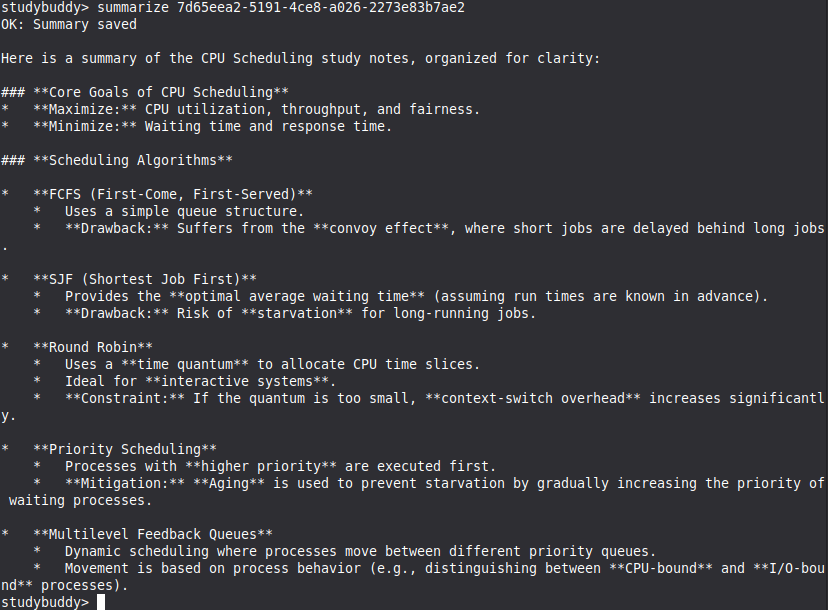 studybuddy> summarize 7d65eea2-5191-4ce8-a026-2273e83b7ae2
OK: Summary saved

Here is a summary of the CPU Scheduling study notes, organized for clarity:

### **Core Goals of CPU Scheduling**
*   **Maximize:** CPU utilization, throughput, and fairness.
*   **Minimize:** Waiting time and response time.

### **Scheduling Algorithms**

*   **FCFS (First-Come, First-Served)**
    *   Uses a simple queue structure.
    *   **Drawback:** Suffers from the **convoy effect**, where short jobs are delayed behind long jobs
.

*   **SJF (Shortest Job First)**
    *   Provides the **optimal average waiting time** (assuming run times are known in advance).
    *   **Drawback:** Risk of **starvation** for long-running jobs.

*   **Round Robin**
    *   Uses a **time quantum** to allocate CPU time slices.
    *   Ideal for **interactive systems**.
    *   **Constraint:** If the quantum is too small, **context-switch overhead** increases significantl
y.

*   **Priority Scheduling**
    *   Processes with **higher priority** are executed first.
    *   **Mitigation:** **Aging** is used to prevent starvation by gradually increasing the priority of
 waiting processes.

*   **Multilevel Feedback Queues**
    *   Dynamic scheduling where processes move between different priority queues.
    *   Movement is based on process behavior (e.g., distinguishing between **CPU-bound** and **I/O-bou
nd** processes).
studybuddy>